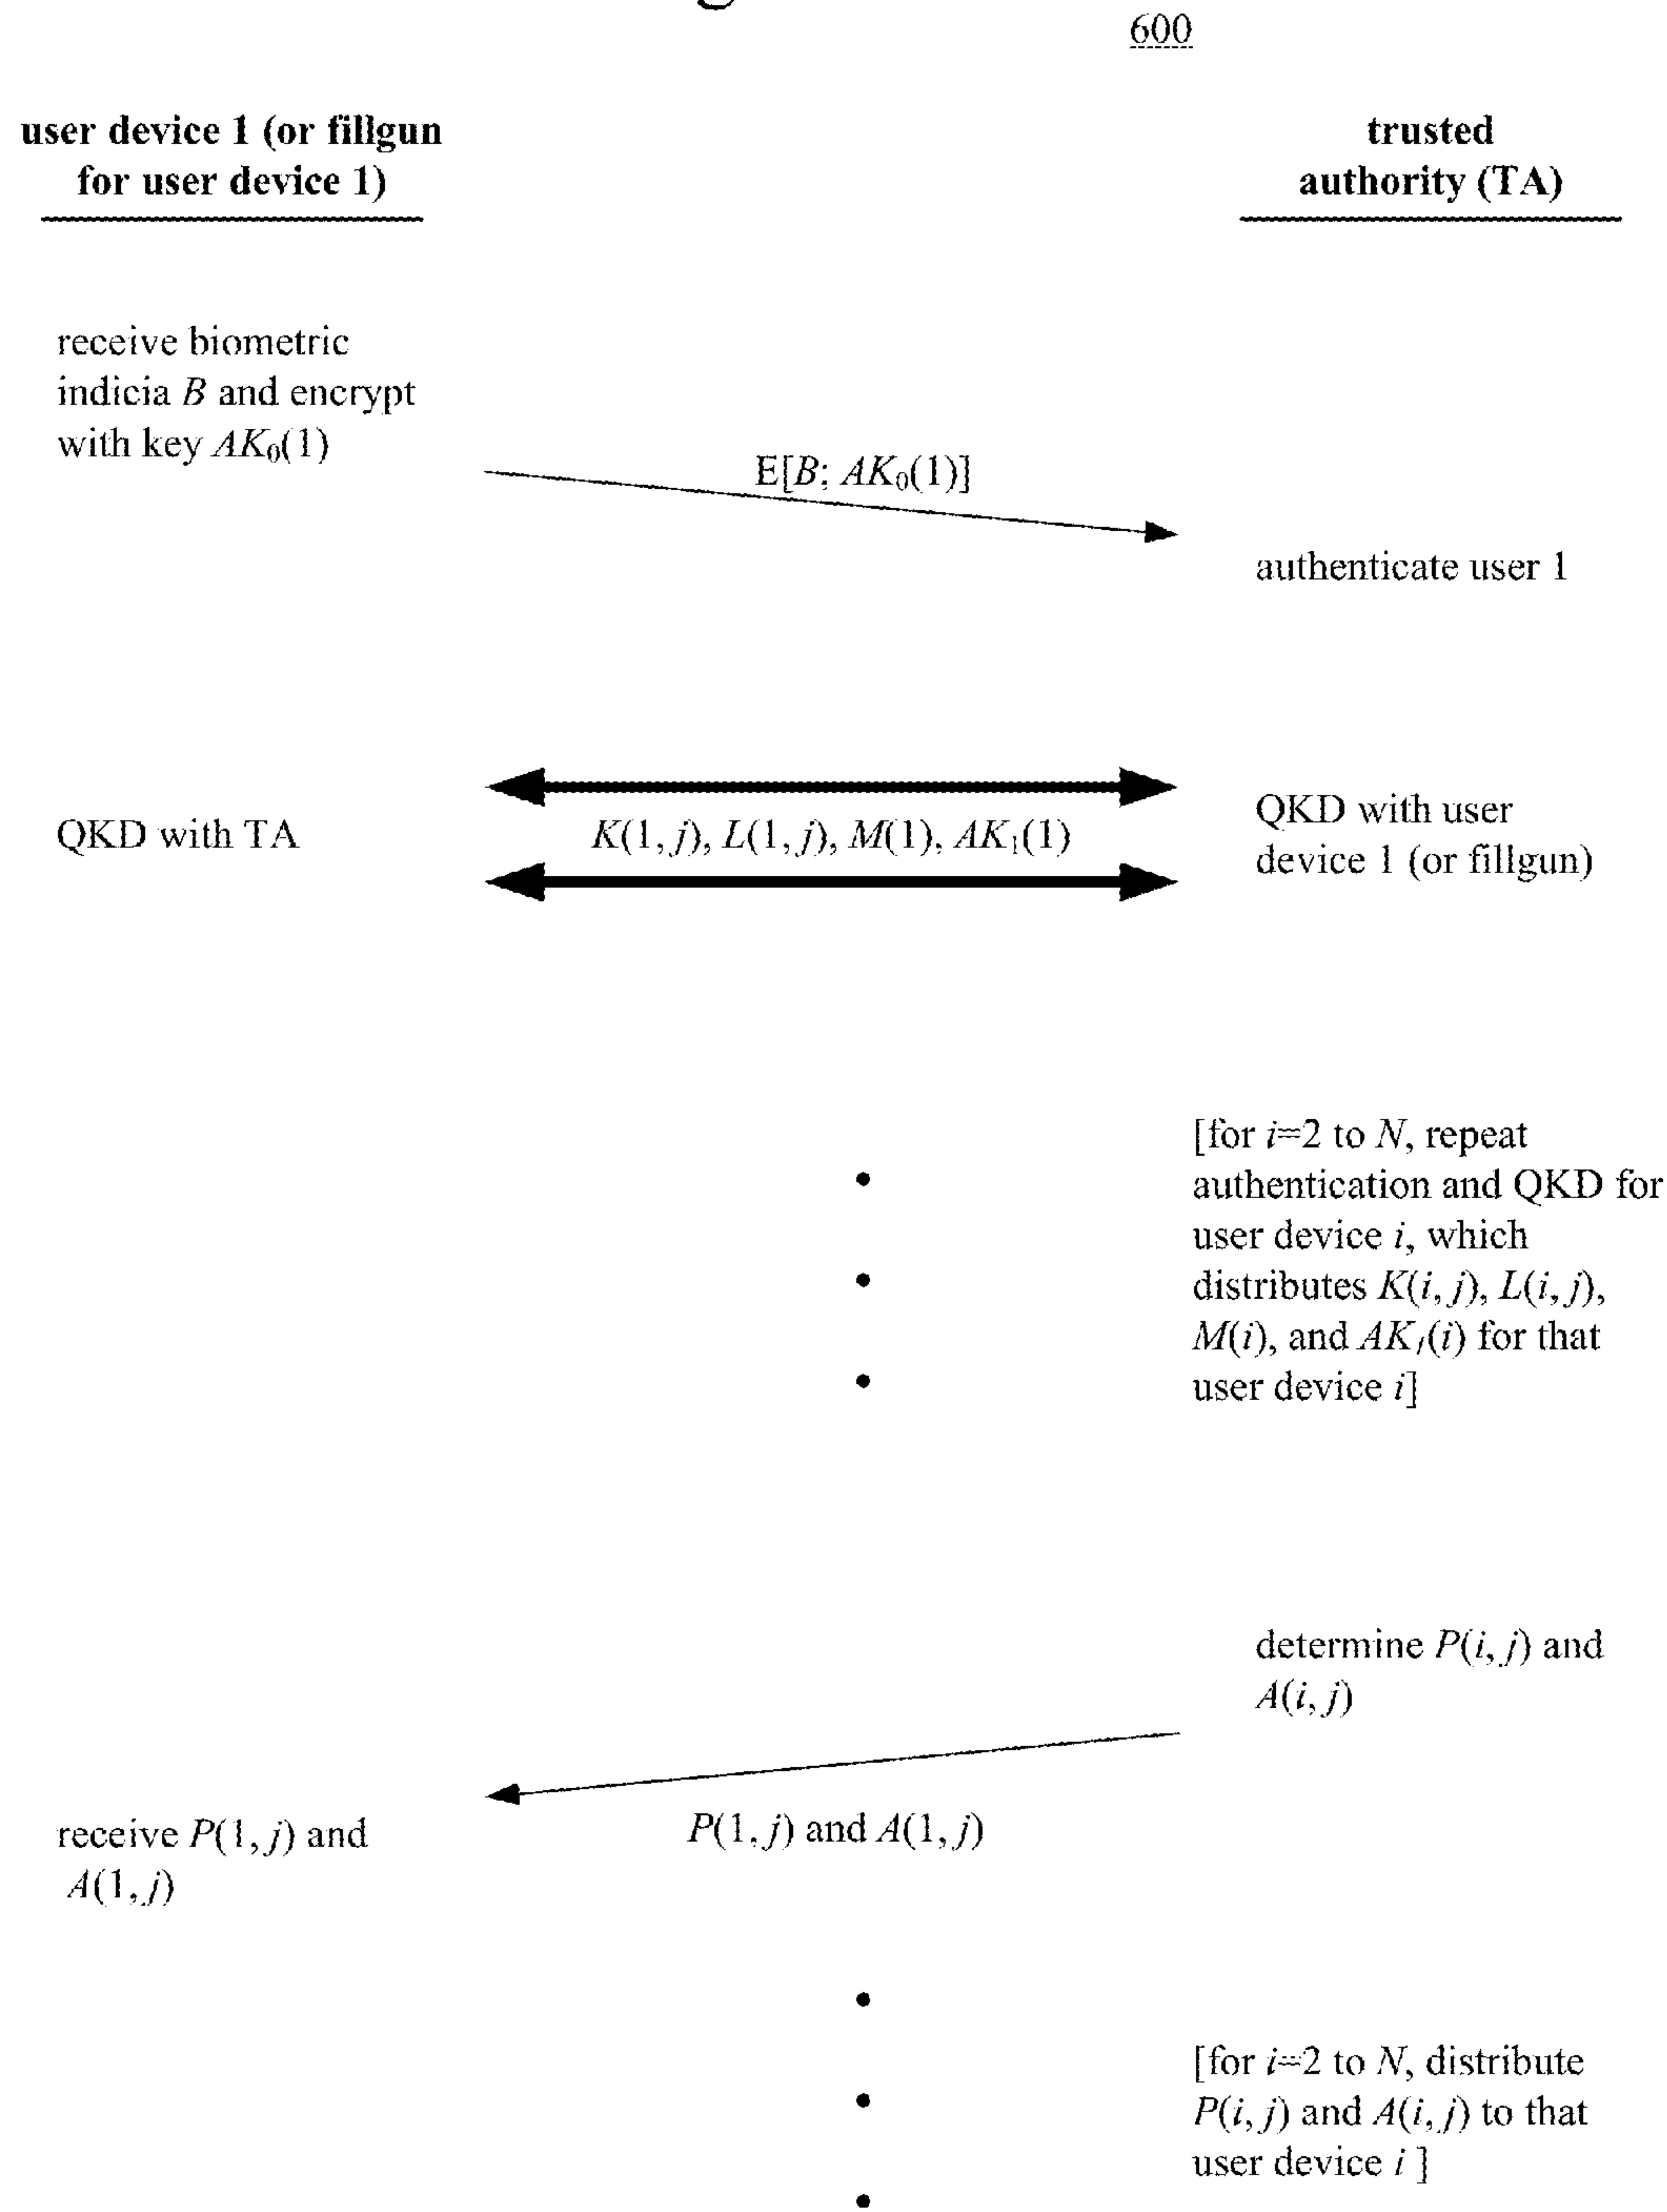 600
user device 1 (or fillgun
for user device 1)
trusted
authority (TA)
receive biometric
indicia B and encrypt
with key AK₀(1)
E[B; AK₀(1)]
authenticate user 1
QKD with TA
K(1, j), L(1, j), M(1), AK₁(1)
QKD with user
device 1 (or fillgun)
[for i=2 to N, repeat
authentication and QKD for
user device i, which
distributes K(i, j), L(i, j),
M(i), and AK₁(i) for that
user device i]
determine P(i, j) and
A(i, j)
P(1, j) and A(1, j)
receive P(1, j) and
A(1, j)
[for i=2 to N, distribute
P(i, j) and A(i, j) to that
user device i ]